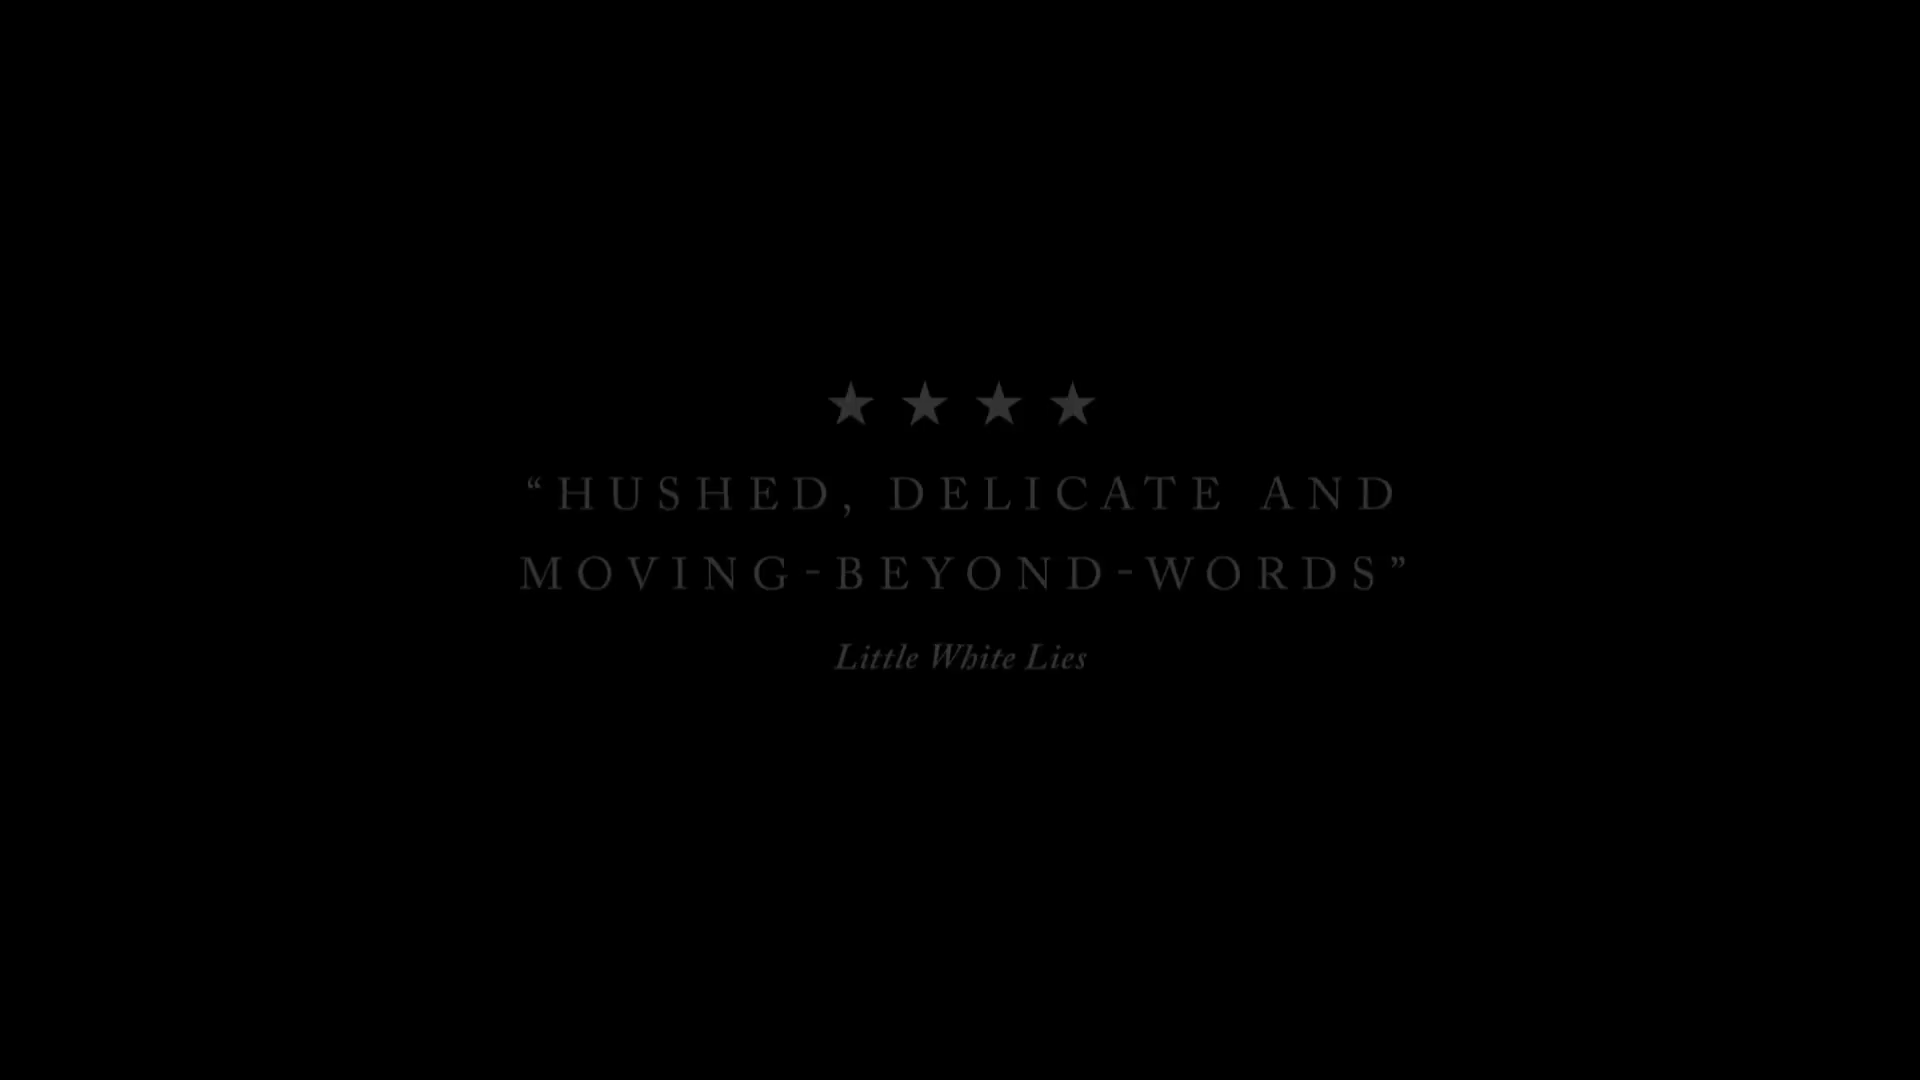 ★ ★ ★ ★
“HUSHED, DELICATE AND
MOVING-BEYOND-WORDS”
Little White Lies